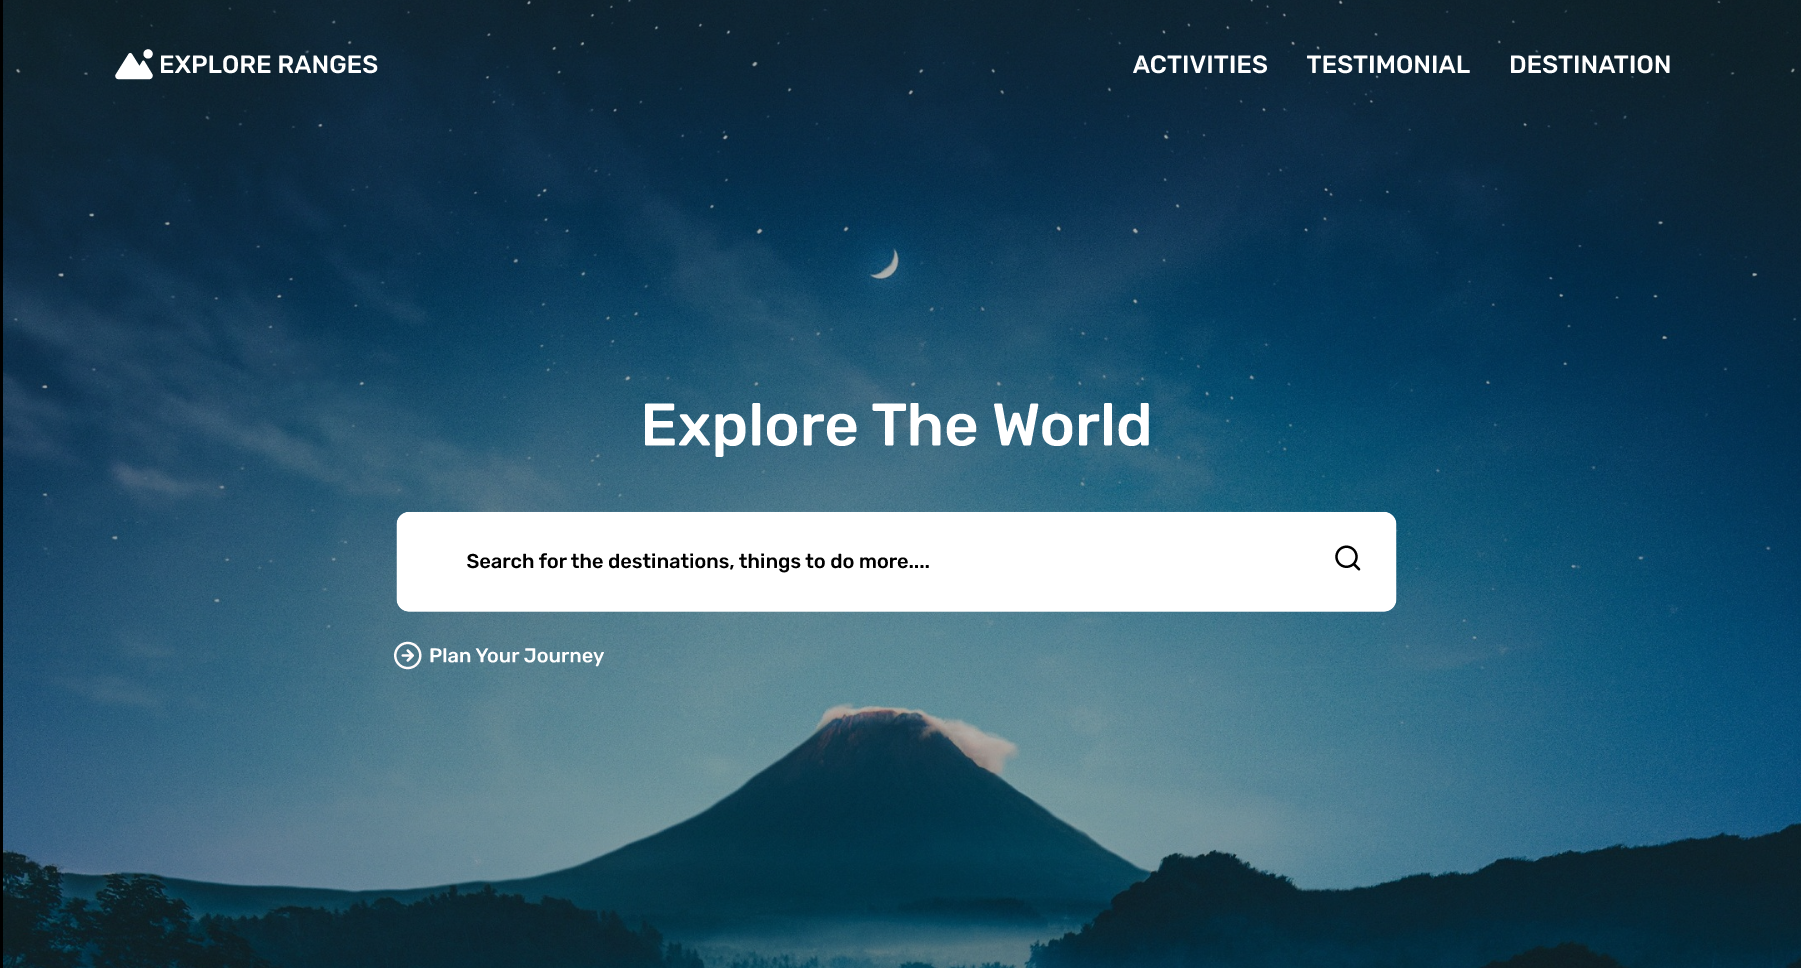 EXPLORE RANGES
ACTIVITIES
TESTIMONIAL
DESTINATION
Explore The World
Search for the destinations, things to do more....
Plan Your Journey